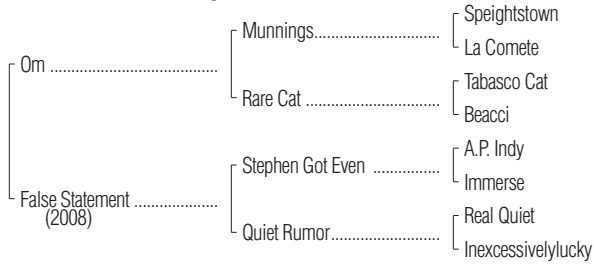 Speightstown
Munnings
La Comete
Om
Tabasco Cat
Rare Cat
Beacci
A.P. Indy
Stephen Got Even
Immerse
False Statement
(2008)
Real Quiet
Quiet Rumor
Inexcessivelylucky